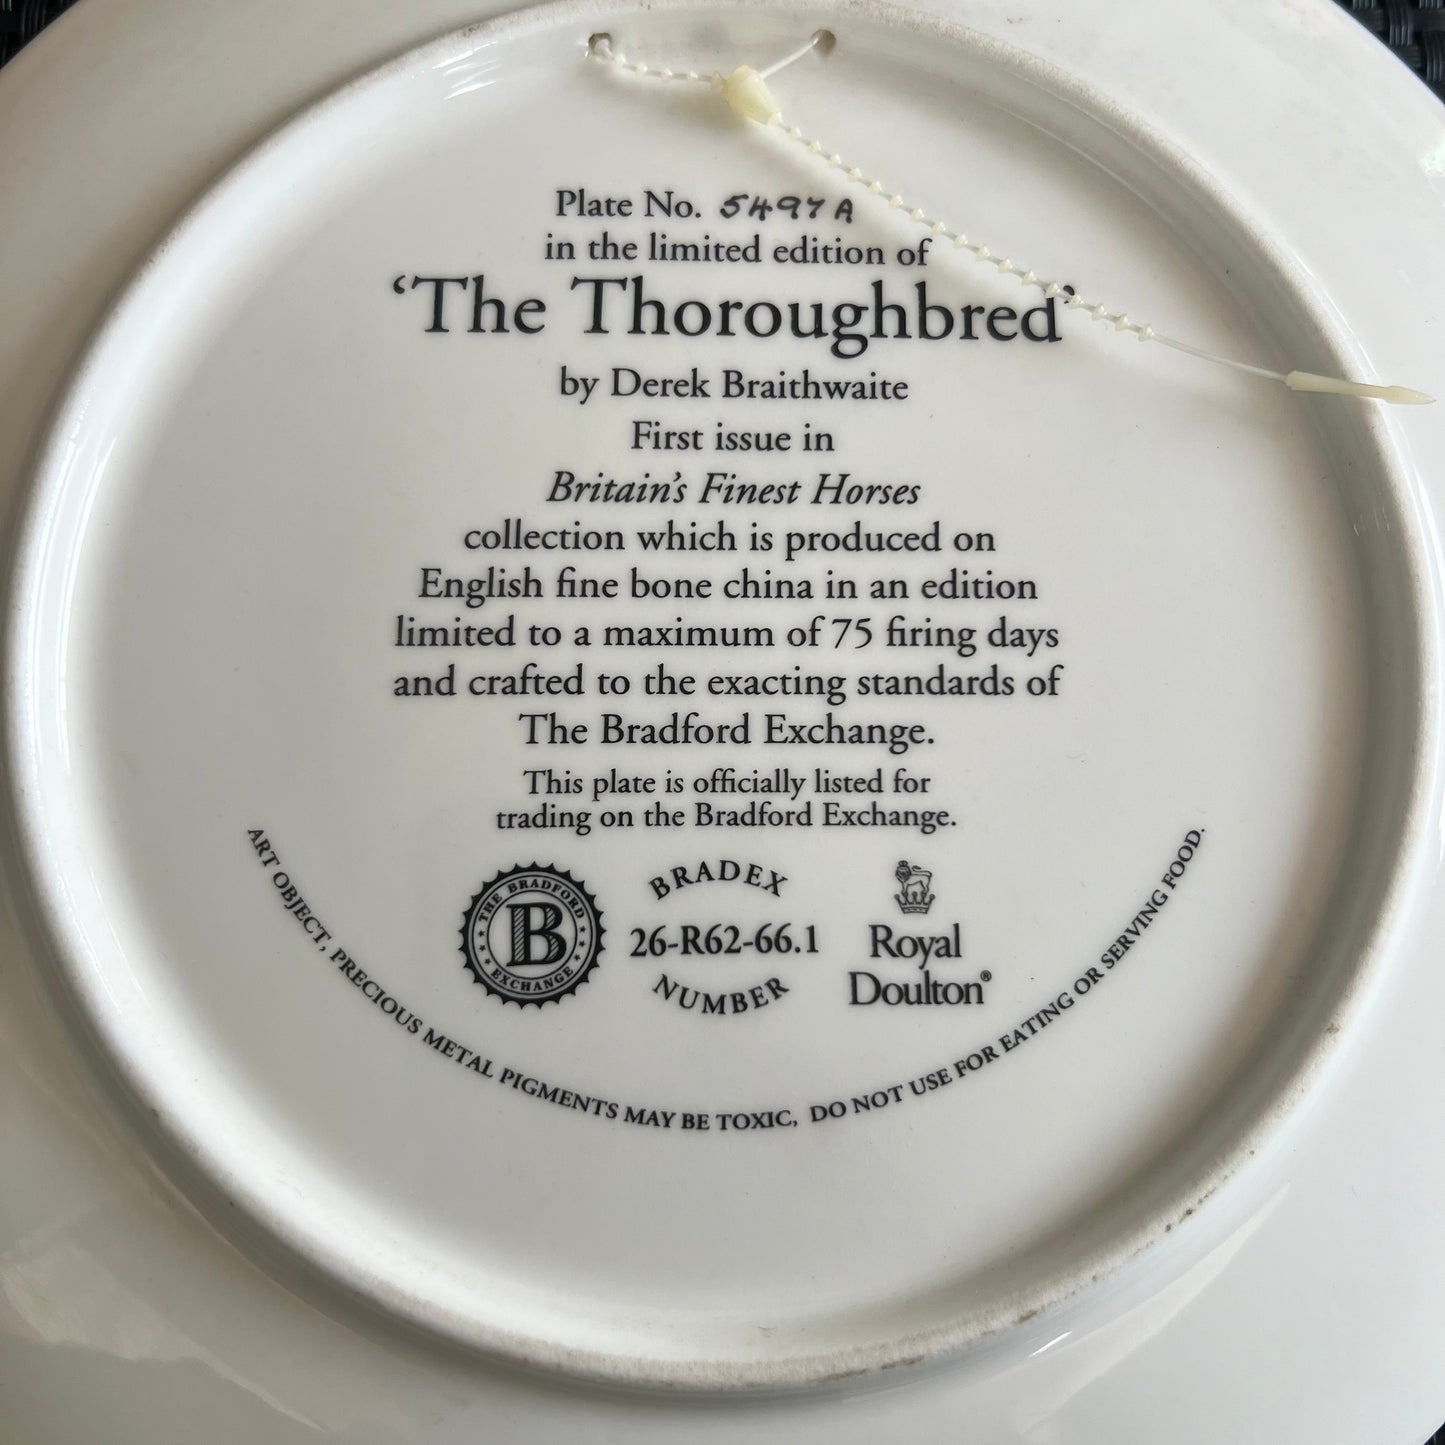 Plate No. 5497A
in the limited edition of
‘The Thoroughbred’
by Derek Braithwaite
First issue in
Britain's Finest Horses
collection which is produced on
English fine bone china in an edition
limited to a maximum of 75 firing days
and crafted to the exacting standards of
The Bradford Exchange.
This plate is officially listed for
trading on the Bradford Exchange.
THE BRADFORD
B
EXCHANGE
BRADEX
26-R62-66.1
NUMBER
Royal
Doulton®
ART OBJECT, PRECIOUS METAL PIGMENTS MAY BE TOXIC, DO NOT USE FOR EATING OR SERVING FOOD.